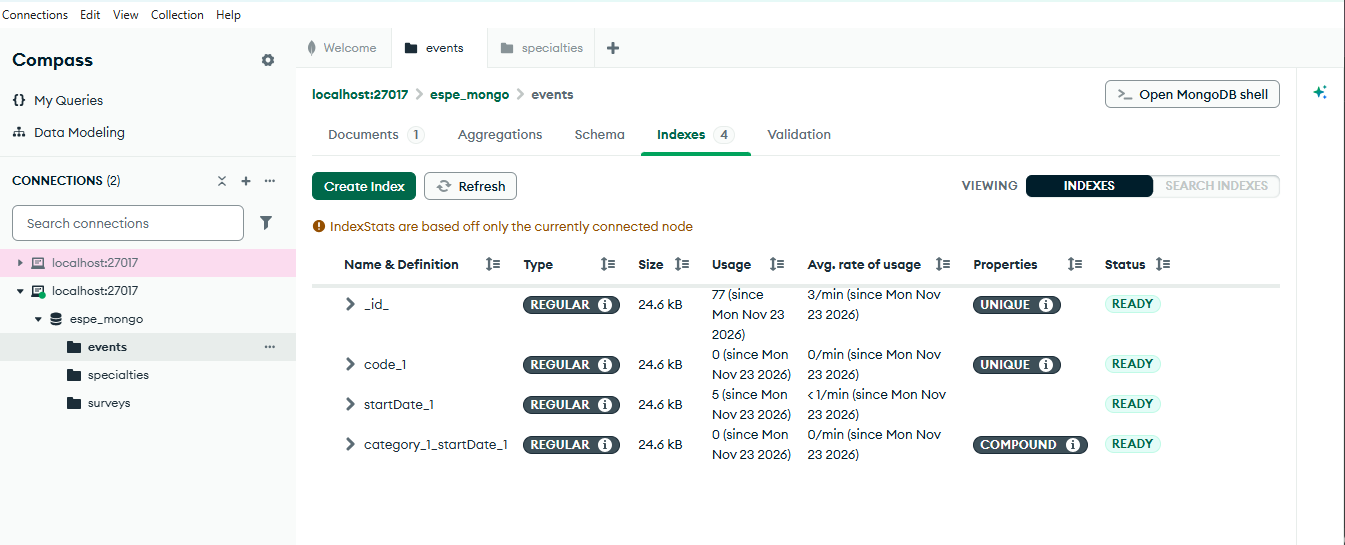 Connections Edit View Collection Help
Compass
My Queries
Data Modeling
CONNECTIONS (2)
Search connections
localhost:27017
localhost:27017
espe_mongo
events
specialties
surveys
Welcome events specialties
localhost:27017 > espe_mongo > events
>_ Open MongoDB shell
Documents 1 Aggregations Schema Indexes 4 Validation
Create Index Refresh
VIEWING INDEXES SEARCH INDEXES
IndexStats are based off only the currently connected node
Name & Definition Type Size Usage Avg. rate of usage Properties Status
_id_ REGULAR 24.6 kB 77 (since Mon Nov 23 2026) 3/min (since Mon Nov 23 2026) UNIQUE READY
code_1 REGULAR 24.6 kB 0 (since Mon Nov 23 2026) 0/min (since Mon Nov 23 2026) UNIQUE READY
startDate_1 REGULAR 24.6 kB 5 (since Mon Nov 23 2026) < 1/min (since Mon Nov 23 2026) READY
category_1_startDate_1 REGULAR 24.6 kB 0 (since Mon Nov 23 2026) 0/min (since Mon Nov 23 2026) COMPOUND READY